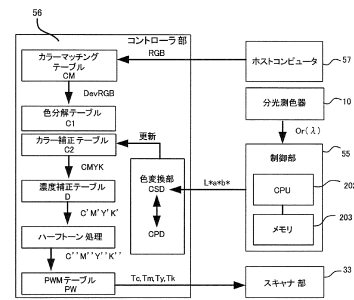 56
コントローラ部
カラーマッチング
テーブル
CM
RGB
ホストコンピュータ
57
DevRGB
色分解テーブル
C1
分光測色器
10
カラー補正テーブル
C2
更新
Or(λ)
CMYK
制御部
55
濃度補正テーブル
D
色変換部
CSD
CPD
L*a*b*
CPU
202
C'M'Y'K'
ハーフトーン処理
メモリ
203
C''M''Y''K''
PWMテーブル
PW
Tc,Tm,Ty,Tk
スキャナ部
33